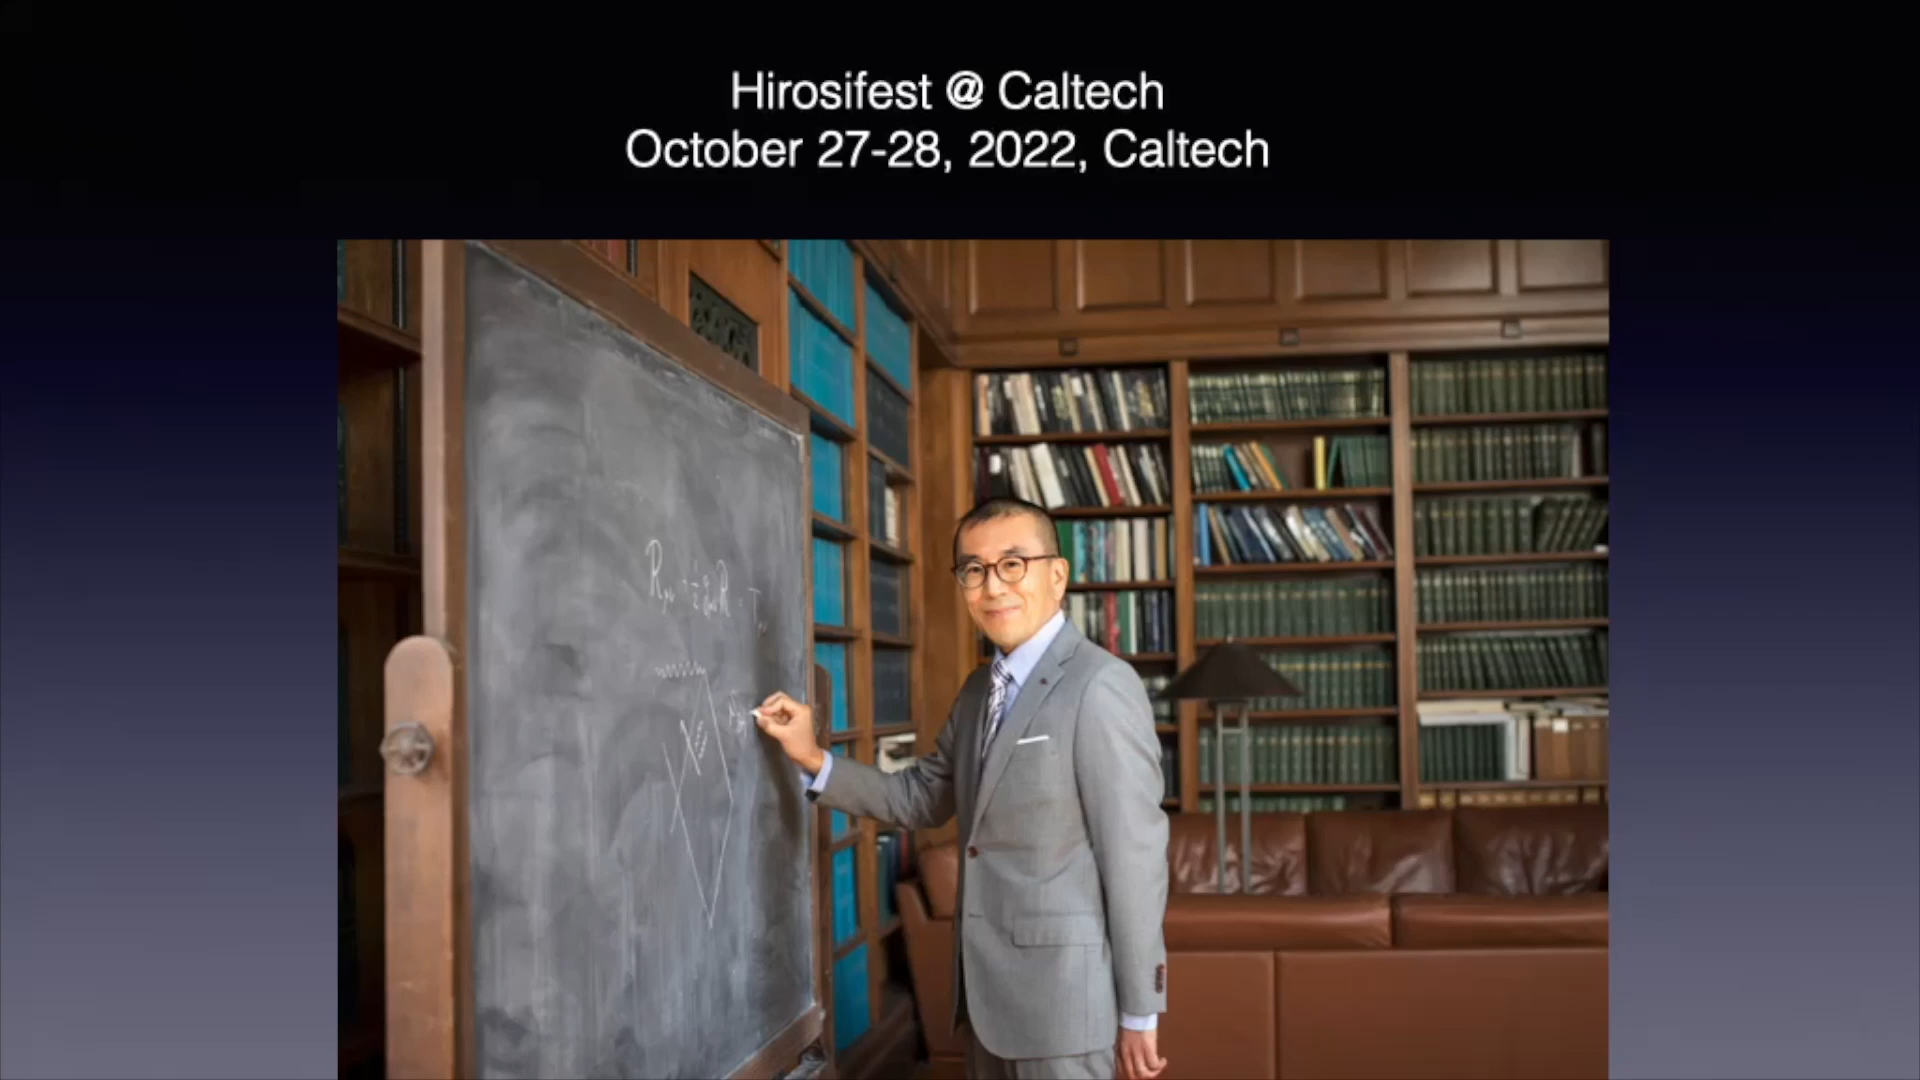 Hirosifest @ Caltech
October 27-28, 2022, Caltech